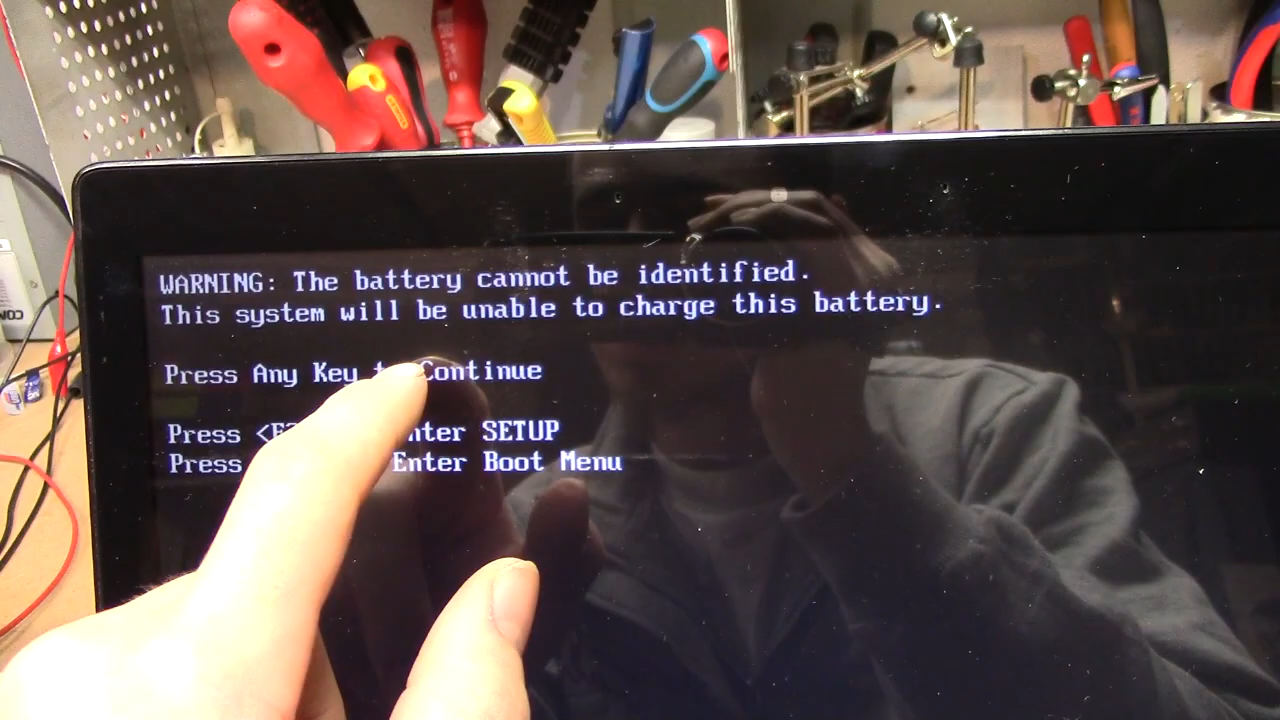 WARNING: The battery cannot be identified.
This system will be unable to charge this battery.
Press Any Key Continue
Press Enter SETUP
Press Enter Boot Menu